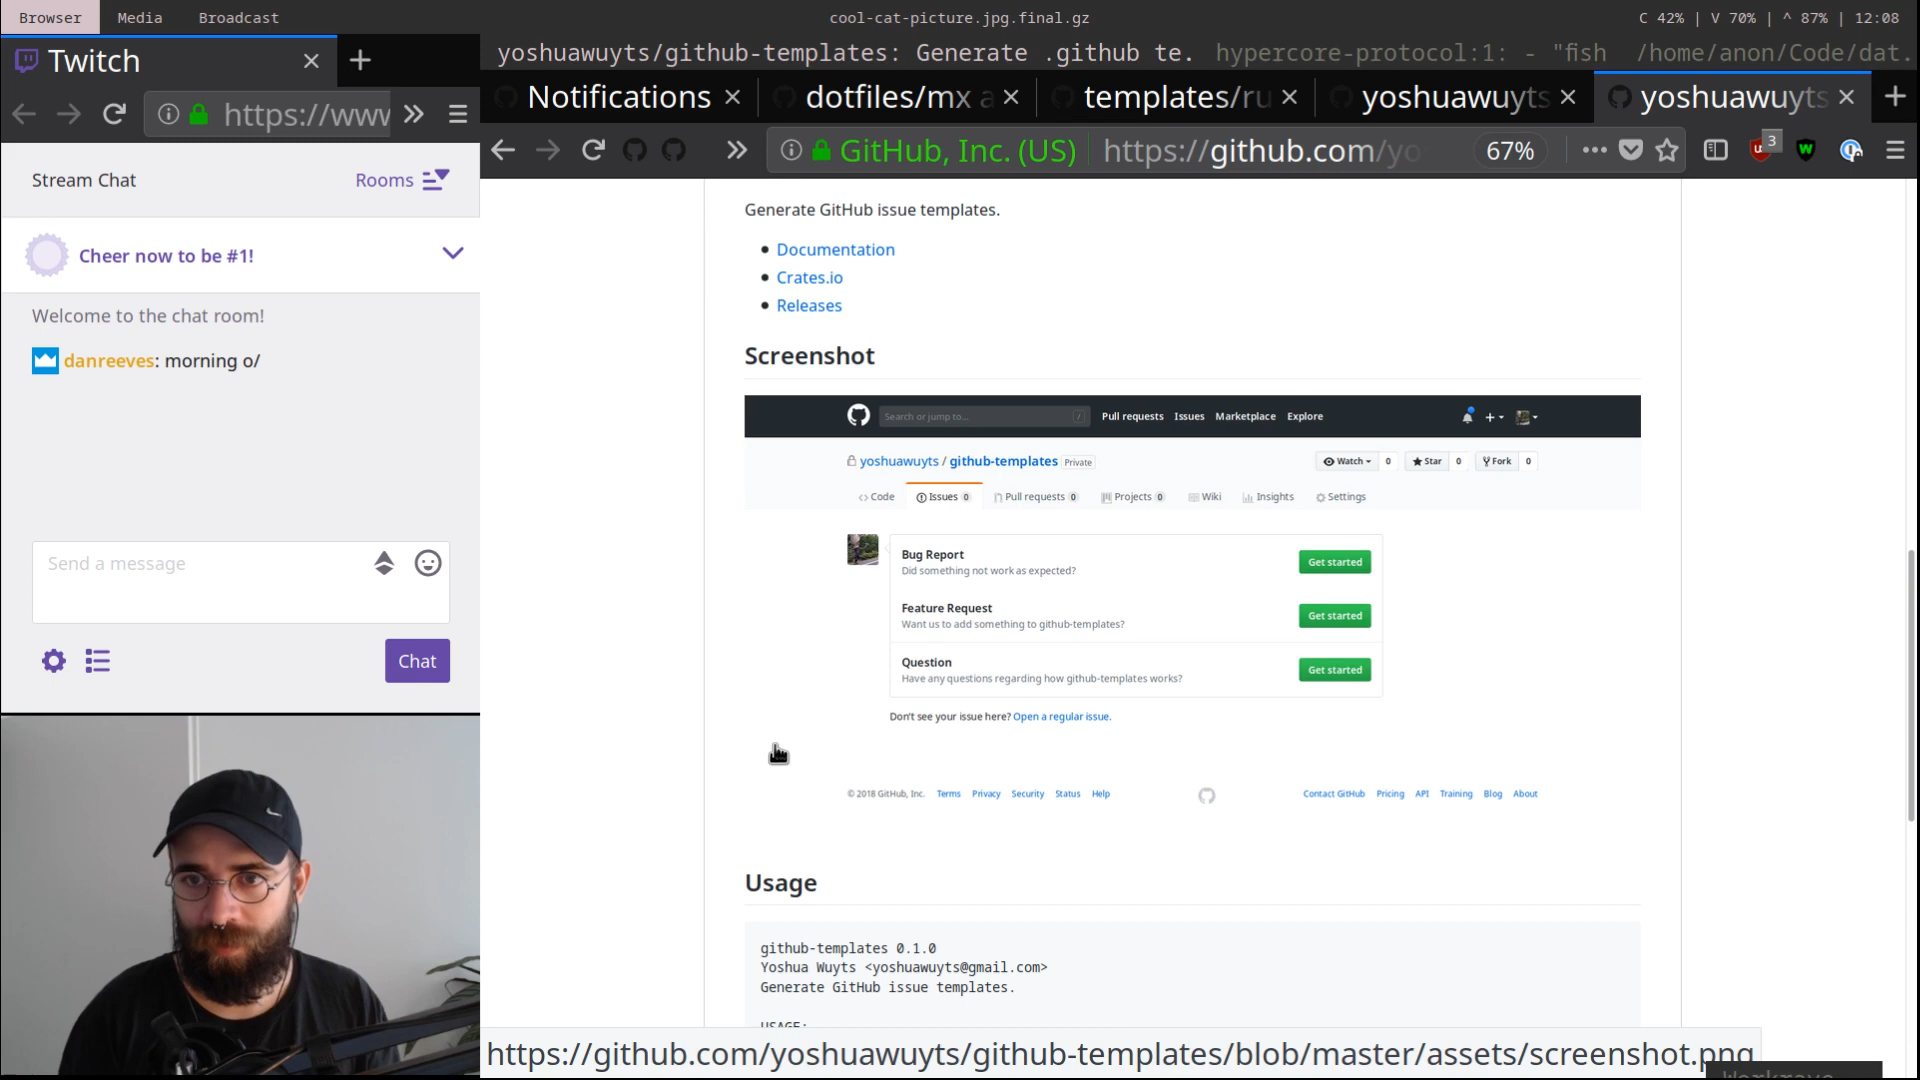 Browser Media Broadcast cool-cat-picture.jpg.final.gz C 42% | V 70% | ^ 87% | 12:08
Twitch
https://www
Stream Chat Rooms
Cheer now to be #1!
Welcome to the chat room!
danreeves: morning o/
Send a message
Chat
yoshuawuyts/github-templates: Generate .github te. hypercore-protocol:1: - "fish /home/anon/Code/dat.
Notifications dotfiles/mx a templates/ru yoshuawuyts yoshuawuyts
GitHub, Inc. (US) https://github.com/yo 67% 3
Generate GitHub issue templates.
Documentation
Crates.io
Releases
Screenshot
Search or jump to... / Pull requests Issues Marketplace Explore
yoshuawuyts / github-templates Private Watch 0 Star 0 Fork 0
Code Issues 0 Pull requests 0 Projects 0 Wiki Insights Settings
Bug Report
Did something not work as expected?
Get started
Feature Request
Want us to add something to github-templates?
Get started
Question
Have any questions regarding how github-templates works?
Get started
Don't see your issue here? Open a regular issue.
© 2018 GitHub, Inc. Terms Privacy Security Status Help Contact GitHub Pricing API Training Blog About
Usage
github-templates 0.1.0
Yoshua Wuyts <yoshuawuyts@gmail.com>
Generate GitHub issue templates.
USAGE:
https://github.com/yoshuawuyts/github-templates/blob/master/assets/screenshot.png